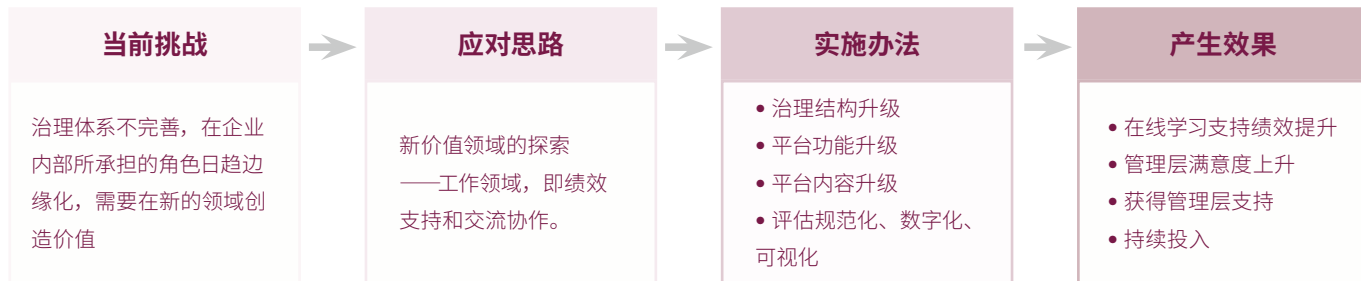 当前挑战
治理体系不完善，在企业
内部所承担的角色日趋边
缘化，需要在新的领域创
造价值
应对思路
新价值领域的探索
——工作领域，即绩效
支持和交流协作。
实施办法
• 治理结构升级
• 平台功能升级
• 平台内容升级
• 评估规范化、数字化、
可视化
产生效果
• 在线学习支持绩效提升
• 管理层满意度上升
• 获得管理层支持
• 持续投入